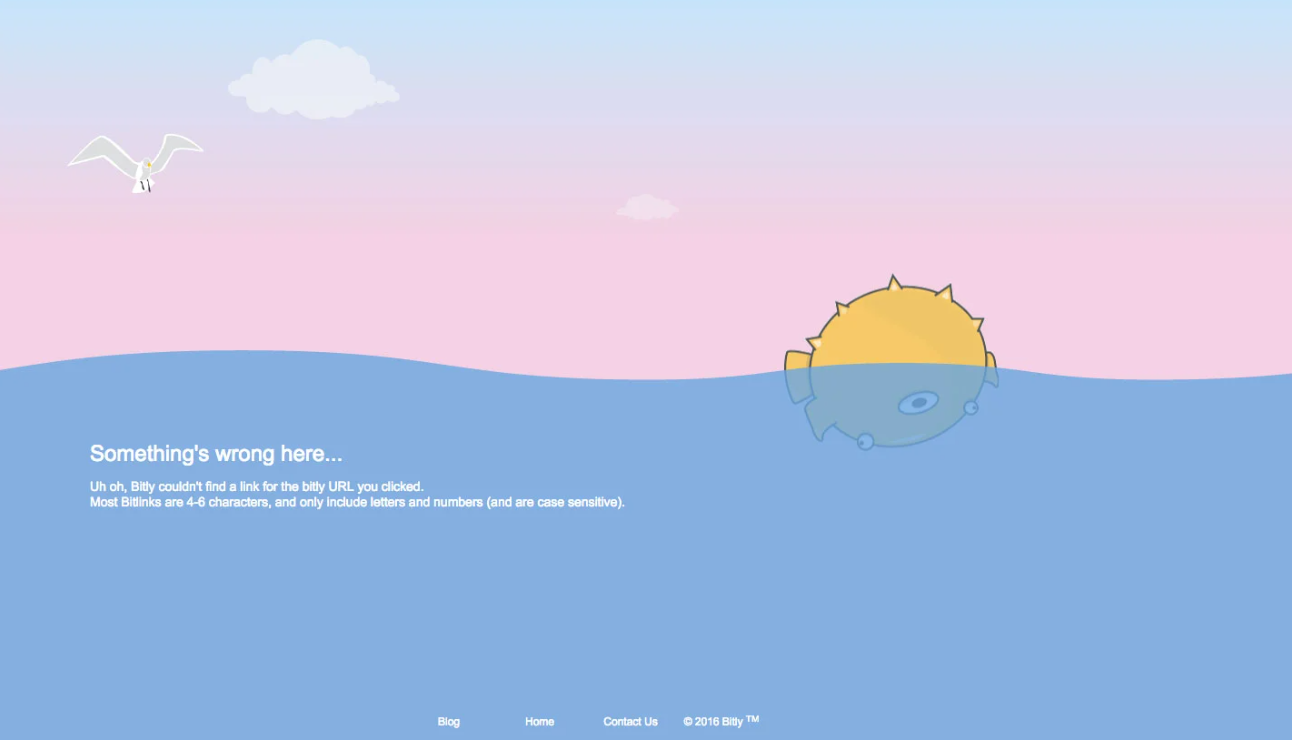 Something's wrong here...
Uh oh, Bitly couldn't find a link for the bitly URL you clicked.
Most Bitlinks are 4-6 characters, and only include letters and numbers (and are case sensitive).
Blog Home Contact Us © 2016 Bitly TM